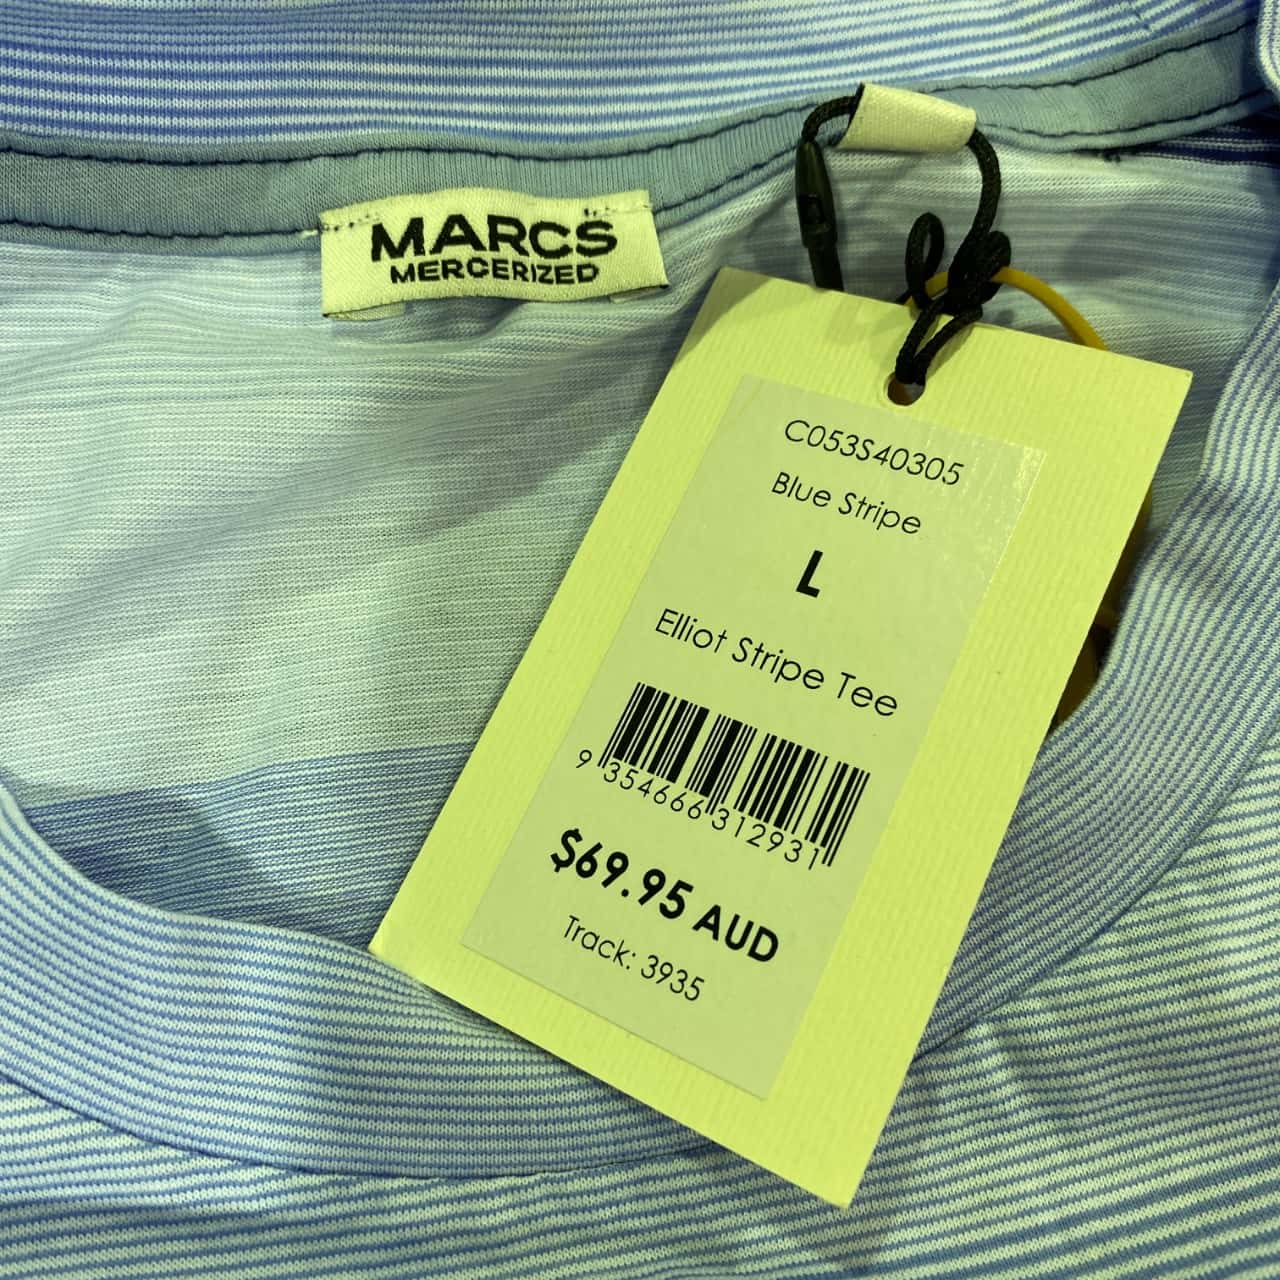 MARCS
MERCERIZED
C053S40305
Blue Stripe
L
Elliot Stripe Tee
9 354666 312931
$69.95 AUD
Track: 3935